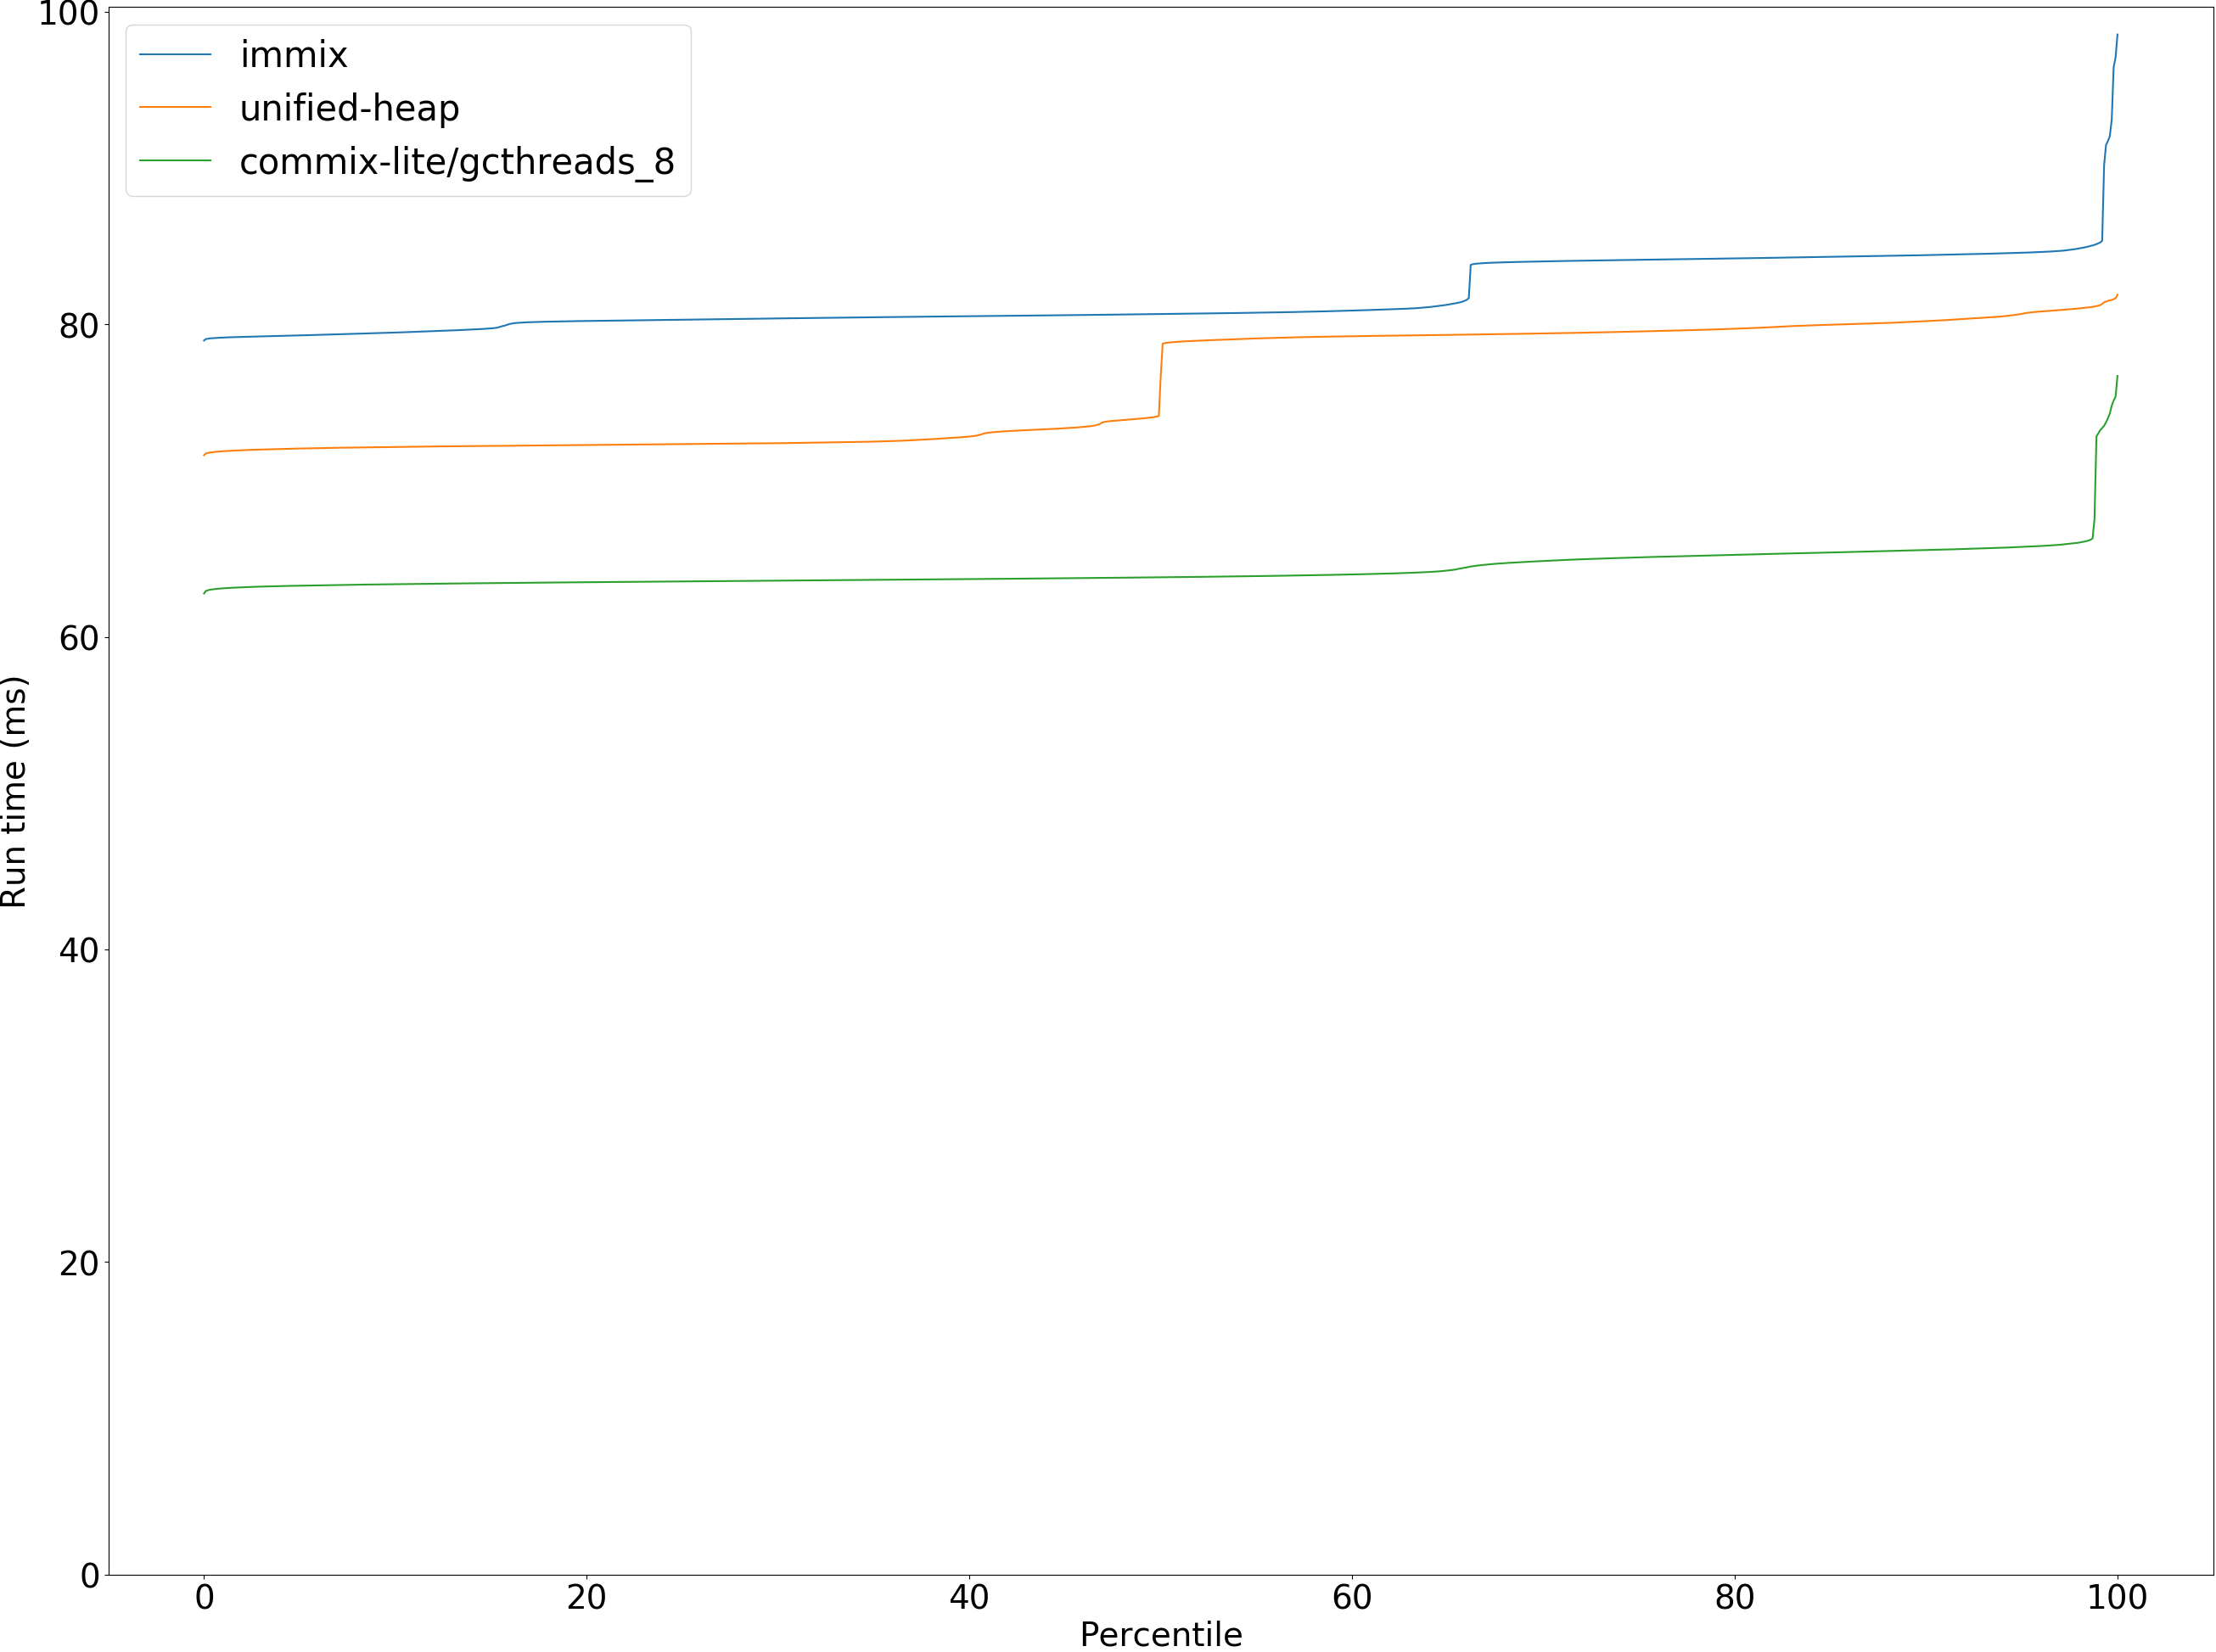 immix
unified-heap
commix-lite/gcthreads_8
100
80
60
40
20
0
Run time (ms)
0 20 40 60 80 100
Percentile